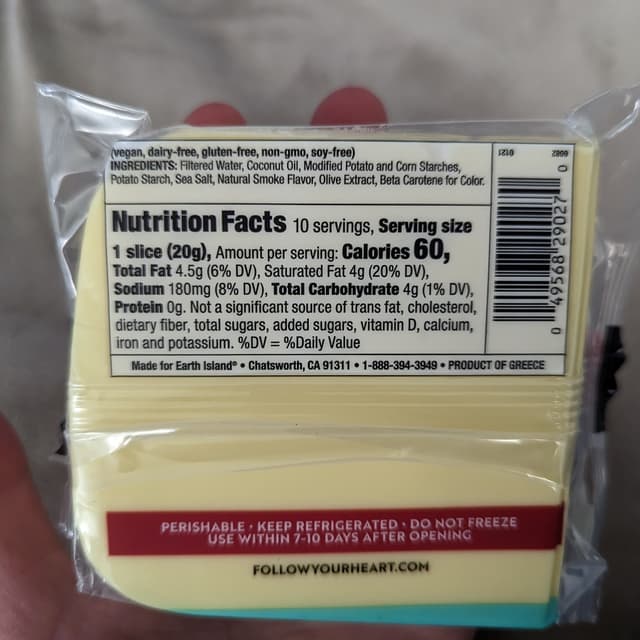 (vegan, dairy-free, gluten-free, non-gmo, soy-free)
INGREDIENTS: Filtered Water, Coconut Oil, Modified Potato and Corn Starches,
Potato Starch, Sea Salt, Natural Smoke Flavor, Olive Extract, Beta Carotene for Color.
Nutrition Facts 10 servings, Serving size
1 slice (20g), Amount per serving: Calories 60,
Total Fat 4.5g (6% DV), Saturated Fat 4g (20% DV),
Sodium 180mg (8% DV), Total Carbohydrate 4g (1% DV),
Protein 0g. Not a significant source of trans fat, cholesterol,
dietary fiber, total sugars, added sugars, vitamin D, calcium,
iron and potassium. %DV = %Daily Value
Made for Earth Island® • Chatsworth, CA 91311 • 1-888-394-3949 • PRODUCT OF GREECE
0 49568 29027 0
PERISHABLE · KEEP REFRIGERATED · DO NOT FREEZE
USE WITHIN 7-10 DAYS AFTER OPENING
FOLLOWYOURHEART.COM